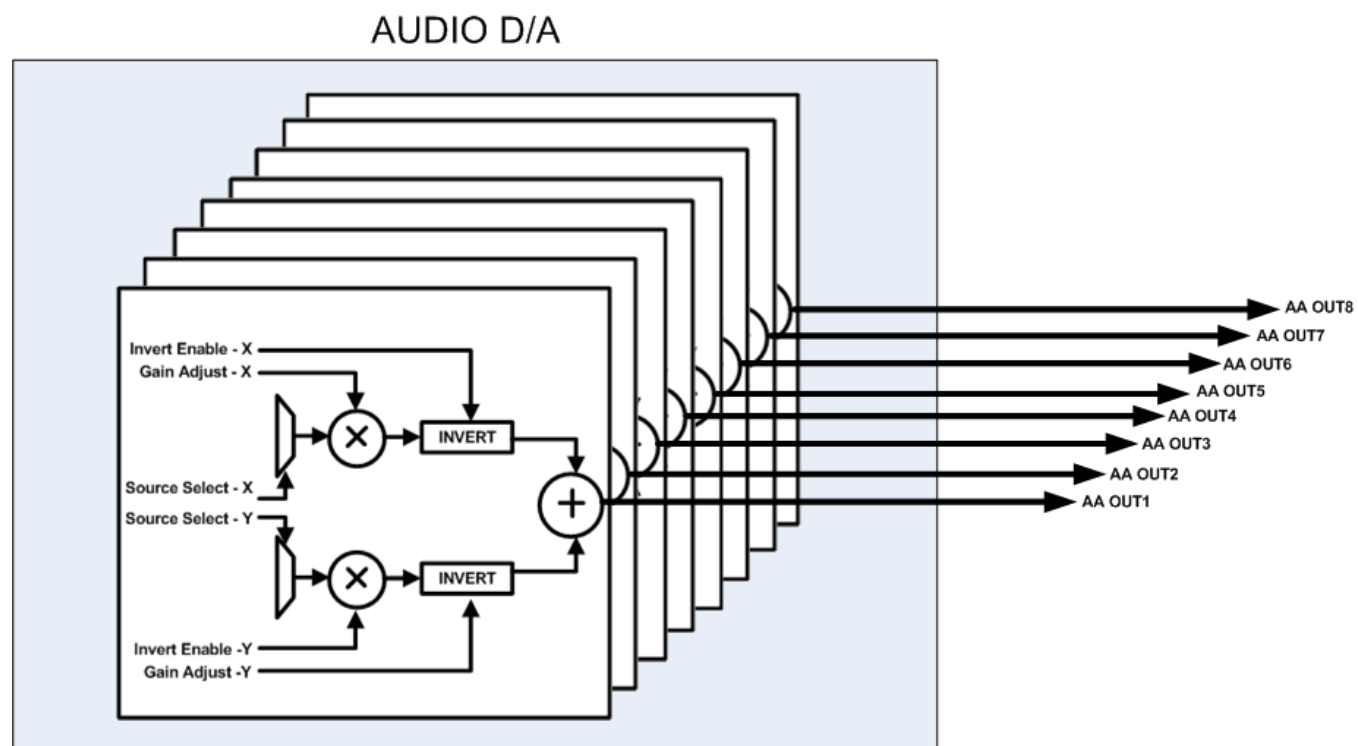 AUDIO D/A
Invert Enable - X
Gain Adjust - X
×
INVERT
Source Select - X
Source Select - Y
+
×
INVERT
Invert Enable -Y
Gain Adjust -Y
AA OUT8
AA OUT7
AA OUT6
AA OUT5
AA OUT4
AA OUT3
AA OUT2
AA OUT1